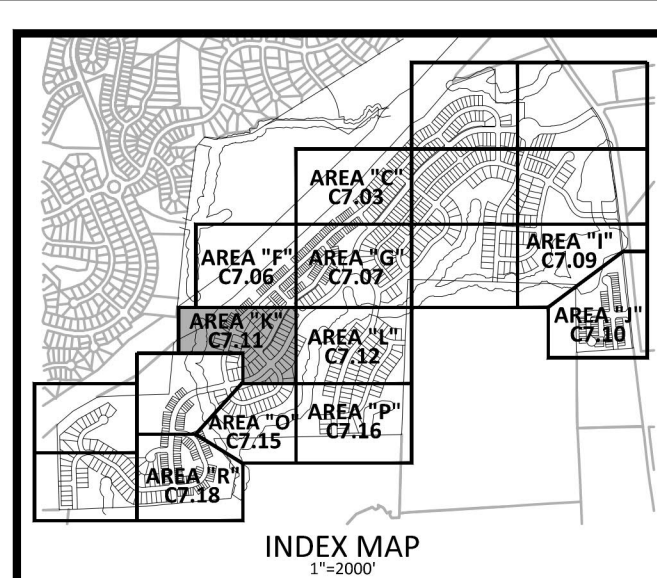 AREA "C"
C7.03
AREA "F"
C7.06
AREA "G"
C7.07
AREA "I"
C7.09
AREA "J"
C7.10
AREA "K"
C7.11
AREA "L"
C7.12
AREA "O"
C7.15
AREA "P"
C7.16
AREA "R"
C7.18
INDEX MAP
1"=2000'